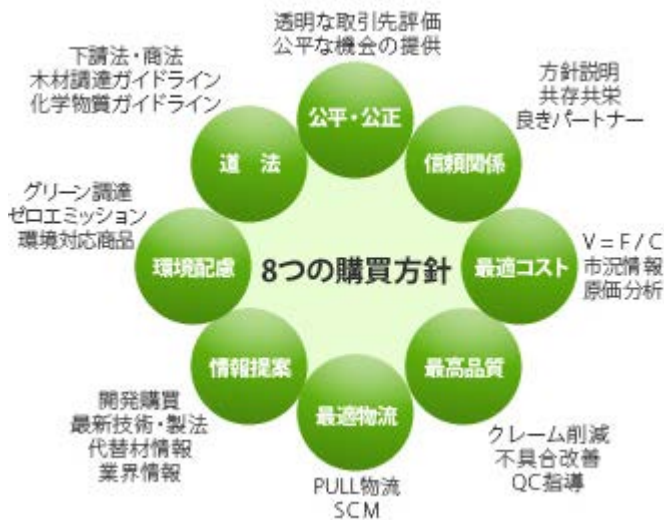 透明な取引先評価
公平な機会の提供
公平・公正
方針説明
共存共栄
良きパートナー
信頼関係
V = F / C
市況情報
原価分析
最適コスト
クレーム削減
不具合改善
QC指導
最高品質
PULL物流
SCM
最適物流
開発購買
最新技術・製法
代替材情報
業界情報
情報提案
グリーン調達
ゼロエミッション
環境対応商品
環境配慮
下請法・商法
木材調達ガイドライン
化学物質ガイドライン
道　法
8つの購買方針